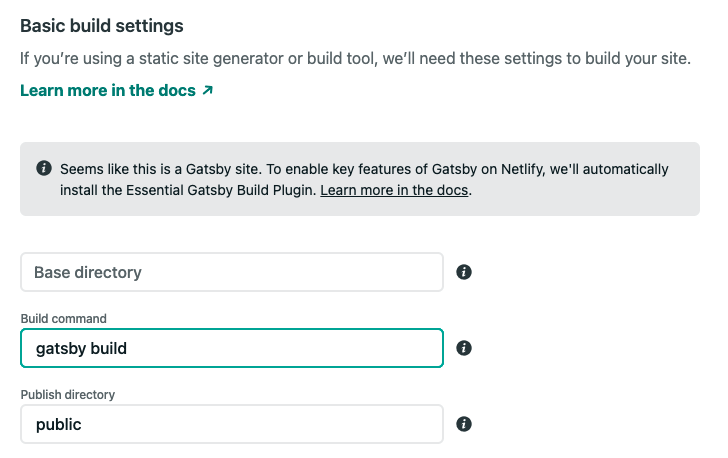 Basic build settings
If you’re using a static site generator or build tool, we’ll need these settings to build your site.
Learn more in the docs ↗
Seems like this is a Gatsby site. To enable key features of Gatsby on Netlify, we'll automatically
install the Essential Gatsby Build Plugin. Learn more in the docs.
Base directory
Build command
gatsby build
Publish directory
public